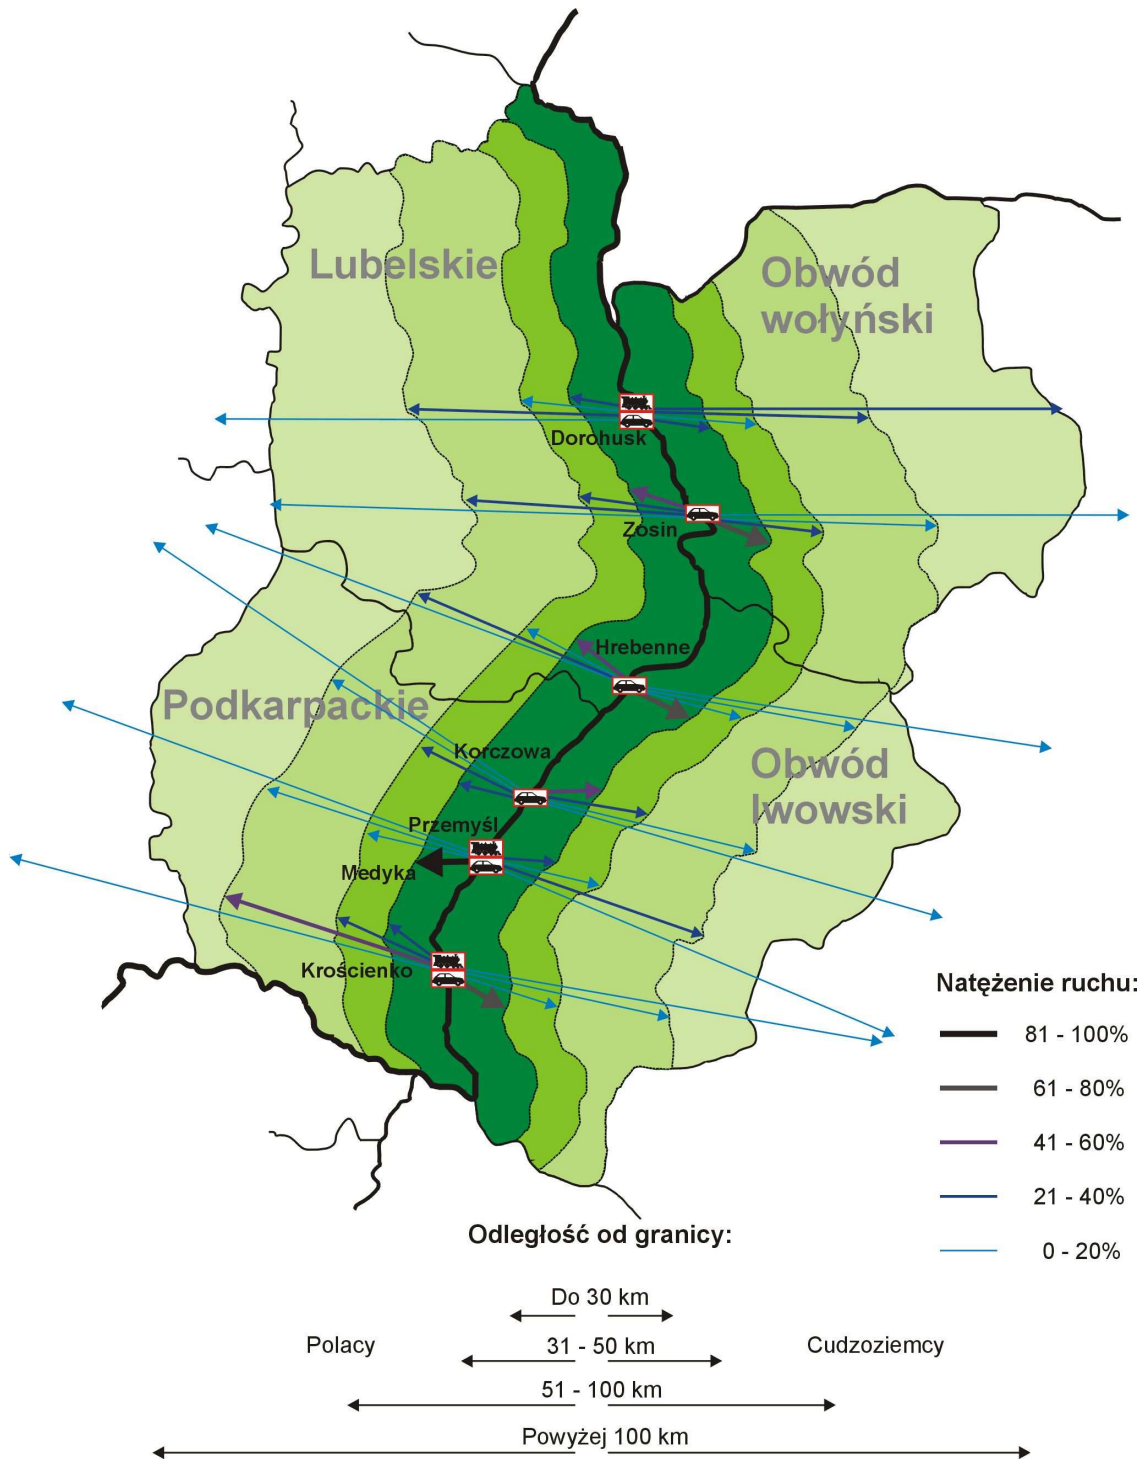 Lubelskie
Obwód
wołyński
Dorohusk
Zosin
Hrebenne
Podkarpackie
Korczowa
Obwód
lwowski
Przemyśl
Medyka
Krościenko
Natężenie ruchu:
81 - 100%
61 - 80%
41 - 60%
21 - 40%
0 - 20%
Odległość od granicy:
Do 30 km
Polacy
31 - 50 km
Cudzoziemcy
51 - 100 km
Powyżej 100 km